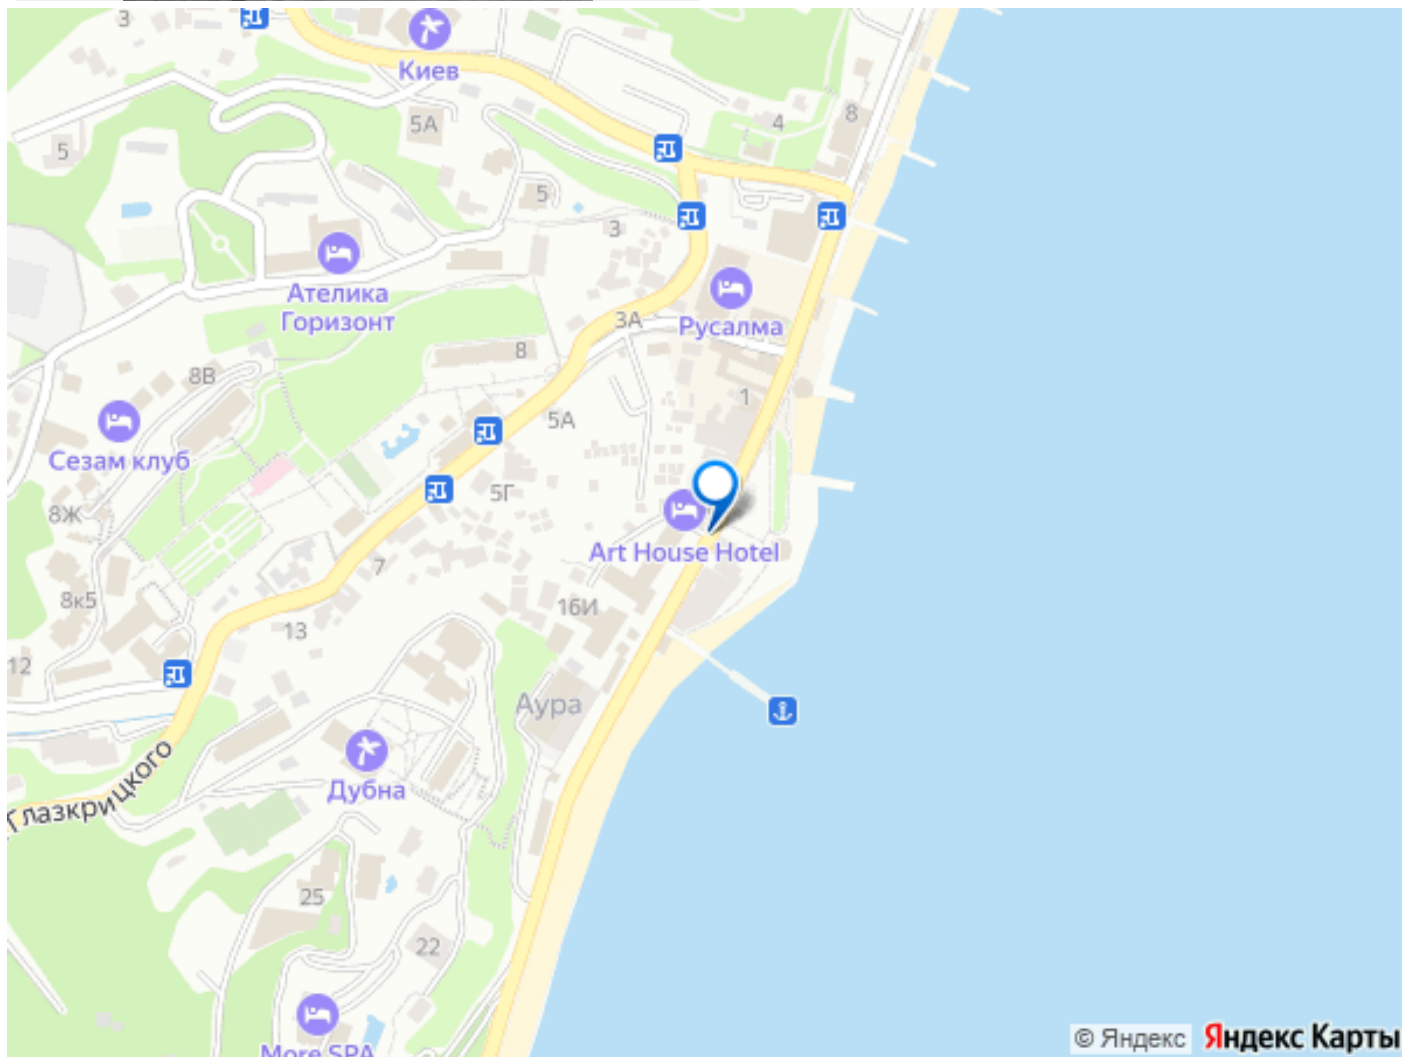 3
Киев
5А
4
8
5
5
3
Ателика
Горизонт
Русалма
3А
8
8В
1
5А
Сезам клуб
5Г
8Ж
Art House Hotel
7
8к5
16И
13
12
Аура
Глазкрицкого
Дубна
25
22
More SPA
© Яндекс Яндекс Карты